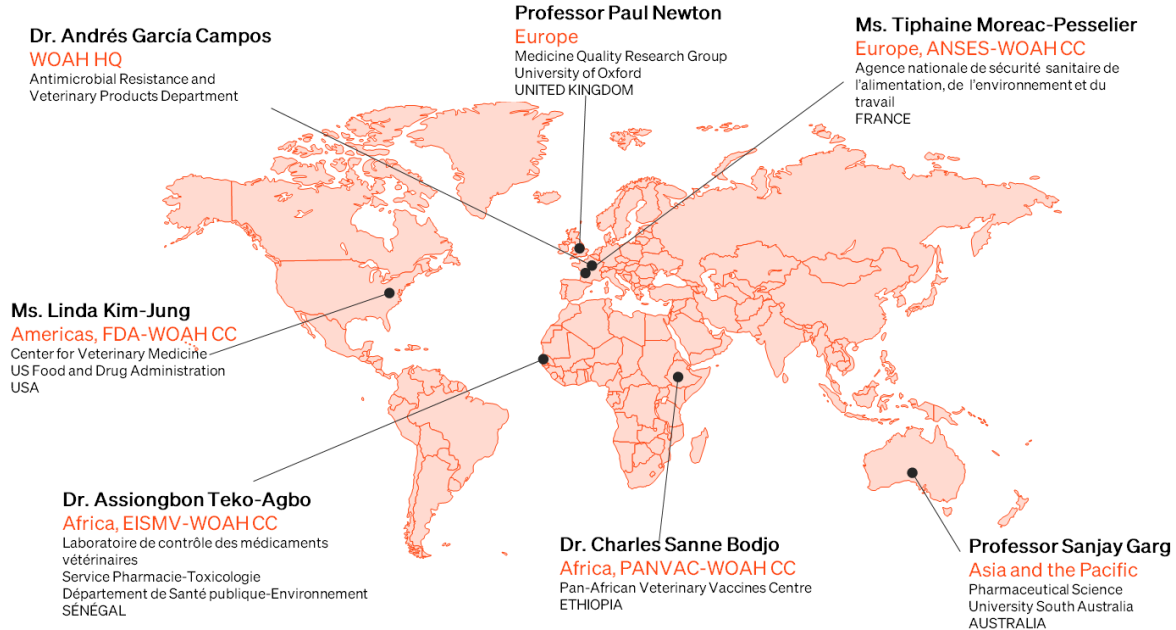 Dr. Andrés García Campos
WOAH HQ
Antimicrobial Resistance and
Veterinary Products Department
Professor Paul Newton
Europe
Medicine Quality Research Group
University of Oxford
UNITED KINGDOM
Ms. Tiphaine Moreac-Pesselier
Europe, ANSES-WOAH CC
Agence nationale de sécurité sanitaire de
l'alimentation, de l'environnement et du
travail
FRANCE
Ms. Linda Kim-Jung
Americas, FDA-WOAH CC
Center for Veterinary Medicine
US Food and Drug Administration
USA
Dr. Assiongbon Teko-Agbo
Africa, EISMV-WOAH CC
Laboratoire de contrôle des médicaments
vétérinaires
Service Pharmacie-Toxicologie
Département de Santé publique-Environnement
SÉNÉGAL
Dr. Charles Sanne Bodjo
Africa, PANVAC-WOAH CC
Pan-African Veterinary Vaccines Centre
ETHIOPIA
Professor Sanjay Garg
Asia and the Pacific
Pharmaceutical Science
University South Australia
AUSTRALIA